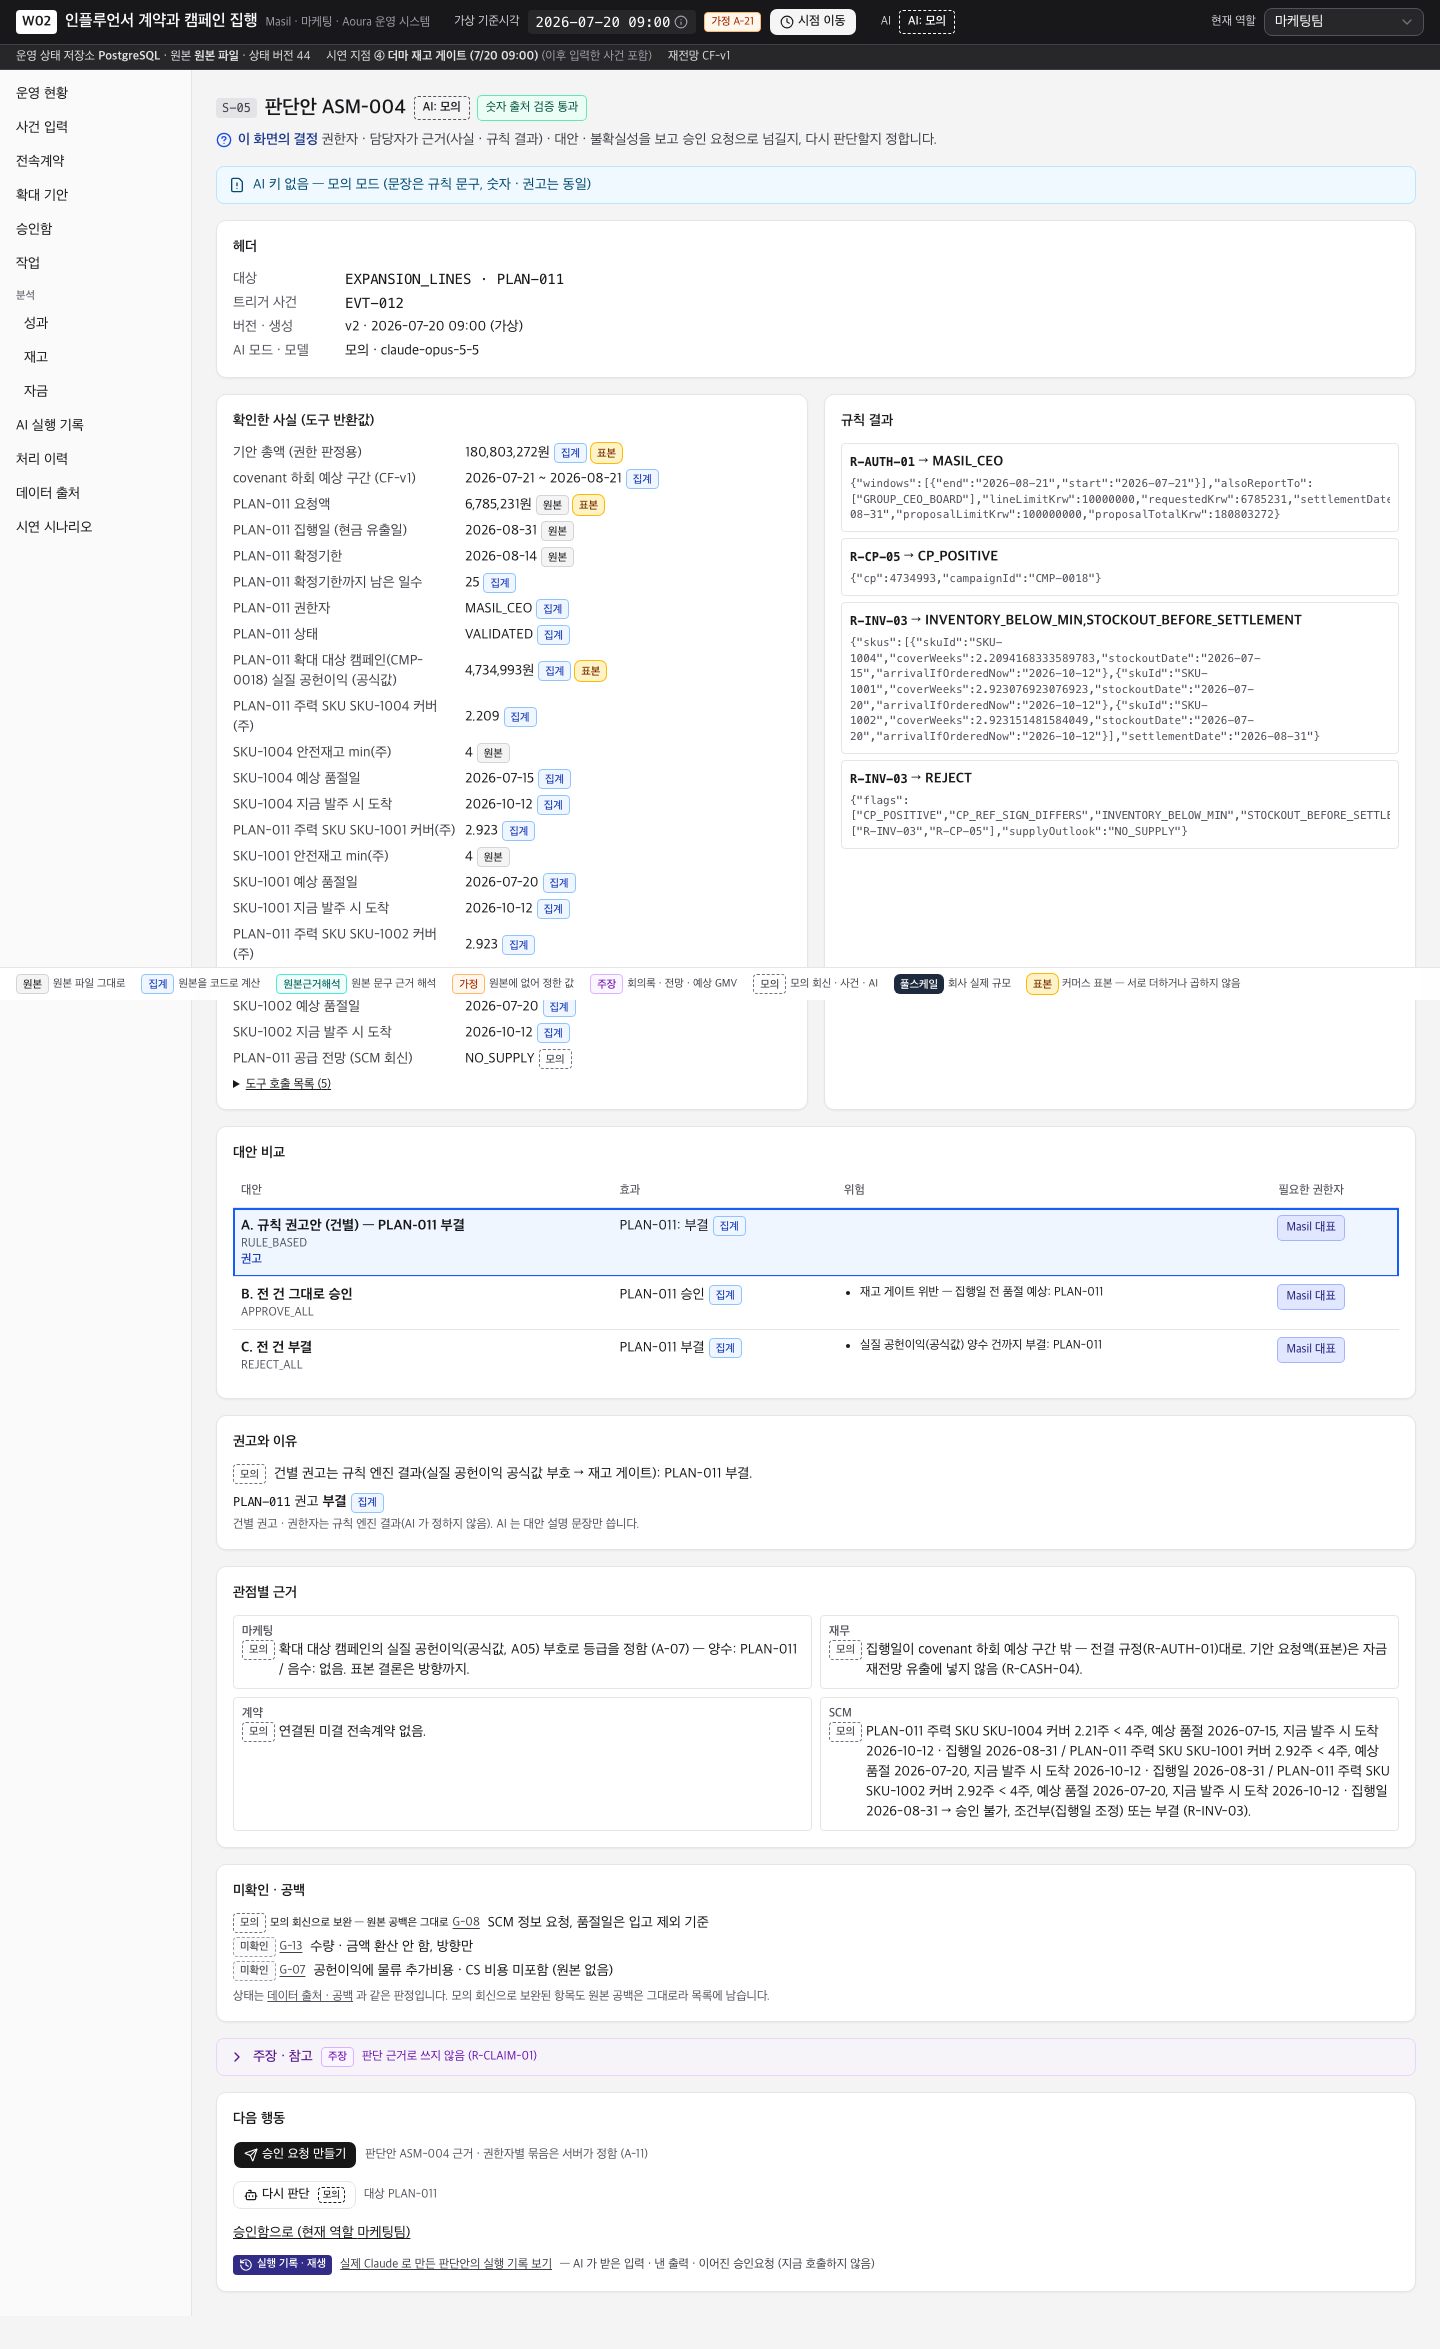 W02 인플루언서 계약과 캠페인 집행 Masil · 마케팅 · Aoura 운영 시스템 가상 기준시각 2026-07-20 09:00 가정 A-21 시점 이동 AI AI: 모의 현재 역할 마케팅팀
운영 상태 저장소 PostgreSQL · 원본 원본 파일 · 상태 버전 44 시연 지점 ④ 더마 재고 게이트 (7/20 09:00) (이후 입력한 사건 포함) 재전망 CF-v1
운영 현황
사건 입력
전속계약
확대 기안
승인함
작업
분석
성과
재고
자금
AI 실행 기록
처리 이력
데이터 출처
시연 시나리오
S-05 판단안 ASM-004 AI: 모의 숫자 출처 검증 통과
이 화면의 결정 권한자 · 담당자가 근거(사실 · 규칙 결과) · 대안 · 불확실성을 보고 승인 요청으로 넘길지, 다시 판단할지 정합니다.
AI 키 없음 — 모의 모드 (문장은 규칙 문구, 숫자 · 권고는 동일)
헤더
대상 EXPANSION_LINES · PLAN-011
트리거 사건 EVT-012
버전 · 생성 v2 · 2026-07-20 09:00 (가상)
AI 모드 · 모델 모의 · claude-opus-5-5
확인한 사실 (도구 반환값)
기안 총액 (권한 판정용) 180,803,272원 집계 표본
covenant 하회 예상 구간 (CF-v1) 2026-07-21 ~ 2026-08-21 집계
PLAN-011 요청액 6,785,231원 원본 표본
PLAN-011 집행일 (현금 유출일) 2026-08-31 원본
PLAN-011 확정기한 2026-08-14 원본
PLAN-011 확정기한까지 남은 일수 25 집계
PLAN-011 권한자 MASIL_CEO 집계
PLAN-011 상태 VALIDATED 집계
PLAN-011 확대 대상 캠페인(CMP-
0018) 실질 공헌이익 (공식값) 4,734,993원 집계 표본
PLAN-011 주력 SKU SKU-1004 커버
(주) 2.209 집계
SKU-1004 안전재고 min(주) 4 원본
SKU-1004 예상 품절일 2026-07-15 집계
SKU-1004 지금 발주 시 도착 2026-10-12 집계
PLAN-011 주력 SKU SKU-1001 커버(주) 2.923 집계
SKU-1001 안전재고 min(주) 4 원본
SKU-1001 예상 품절일 2026-07-20 집계
SKU-1001 지금 발주 시 도착 2026-10-12 집계
PLAN-011 주력 SKU SKU-1002 커버
(주) 2.923 집계
원본 원본 파일 그대로 집계 원본을 코드로 계산 원본근거해석 원본 문구 근거 해석 가정 원본에 없어 정한 값 주장 회의록 · 전망 · 예상 GMV 모의 모의 회신 · 사건 · AI 풀스케일 회사 실제 규모 표본 커머스 표본 — 서로 더하거나 곱하지 않음
SKU-1002 예상 품절일 2026-07-20 집계
SKU-1002 지금 발주 시 도착 2026-10-12 집계
PLAN-011 공급 전망 (SCM 회신) NO_SUPPLY 모의
도구 호출 목록 (5)
규칙 결과
R-AUTH-01 → MASIL_CEO
{"windows":[{"end":"2026-08-21","start":"2026-07-21"}],"alsoReportTo":
["GROUP_CEO_BOARD"],"lineLimitKrw":10000000,"requestedKrw":6785231,"settlementDate
08-31","proposalLimitKrw":100000000,"proposalTotalKrw":180803272}
R-CP-05 → CP_POSITIVE
{"cp":4734993,"campaignId":"CMP-0018"}
R-INV-03 → INVENTORY_BELOW_MIN,STOCKOUT_BEFORE_SETTLEMENT
{"skus":[{"skuId":"SKU-
1004","coverWeeks":2.2094168333589783,"stockoutDate":"2026-07-
15","arrivalIfOrderedNow":"2026-10-12"},{"skuId":"SKU-
1001","coverWeeks":2.923076923076923,"stockoutDate":"2026-07-
20","arrivalIfOrderedNow":"2026-10-12"},{"skuId":"SKU-
1002","coverWeeks":2.923151481584049,"stockoutDate":"2026-07-
20","arrivalIfOrderedNow":"2026-10-12"}],"settlementDate":"2026-08-31"}
R-INV-03 → REJECT
{"flags":
["CP_POSITIVE","CP_REF_SIGN_DIFFERS","INVENTORY_BELOW_MIN","STOCKOUT_BEFORE_SETTLE
["R-INV-03","R-CP-05"],"supplyOutlook":"NO_SUPPLY"}
대안 비교
대안 효과 위험 필요한 권한자
A. 규칙 권고안 (건별) — PLAN-011 부결 PLAN-011: 부결 집계 Masil 대표
RULE_BASED
권고
B. 전 건 그대로 승인 PLAN-011 승인 집계 • 재고 게이트 위반 — 집행일 전 품절 예상: PLAN-011 Masil 대표
APPROVE_ALL
C. 전 건 부결 PLAN-011 부결 집계 • 실질 공헌이익(공식값) 양수 건까지 부결: PLAN-011 Masil 대표
REJECT_ALL
권고와 이유
모의 건별 권고는 규칙 엔진 결과(실질 공헌이익 공식값 부호 → 재고 게이트): PLAN-011 부결.
PLAN-011 권고 부결 집계
건별 권고 · 권한자는 규칙 엔진 결과(AI 가 정하지 않음). AI 는 대안 설명 문장만 씁니다.
관점별 근거
마케팅
모의 확대 대상 캠페인의 실질 공헌이익(공식값, A05) 부호로 등급을 정함 (A-07) — 양수: PLAN-011
/ 음수: 없음. 표본 결론은 방향까지.
재무
모의 집행일이 covenant 하회 예상 구간 밖 — 전결 규정(R-AUTH-01)대로. 기안 요청액(표본)은 자금
재전망 유출에 넣지 않음 (R-CASH-04).
계약
모의 연결된 미결 전속계약 없음.
SCM
모의 PLAN-011 주력 SKU SKU-1004 커버 2.21주 < 4주, 예상 품절 2026-07-15, 지금 발주 시 도착
2026-10-12 · 집행일 2026-08-31 / PLAN-011 주력 SKU SKU-1001 커버 2.92주 < 4주, 예상
품절 2026-07-20, 지금 발주 시 도착 2026-10-12 · 집행일 2026-08-31 / PLAN-011 주력 SKU
SKU-1002 커버 2.92주 < 4주, 예상 품절 2026-07-20, 지금 발주 시 도착 2026-10-12 · 집행일
2026-08-31 → 승인 불가, 조건부(집행일 조정) 또는 부결 (R-INV-03).
미확인 · 공백
모의 모의 회신으로 보완 — 원본 공백은 그대로 G-08 SCM 정보 요청, 품절일은 입고 제외 기준
미확인 G-13 수량 · 금액 환산 안 함, 방향만
미확인 G-07 공헌이익에 물류 추가비용 · CS 비용 미포함 (원본 없음)
상태는 데이터 출처 · 공백 과 같은 판정입니다. 모의 회신으로 보완된 항목도 원본 공백은 그대로라 목록에 남습니다.
주장 · 참고 주장 판단 근거로 쓰지 않음 (R-CLAIM-01)
다음 행동
승인 요청 만들기 판단안 ASM-004 근거 · 권한자별 묶음은 서버가 정함 (A-11)
다시 판단 모의 대상 PLAN-011
승인함으로 (현재 역할 마케팅팀)
실행 기록 · 재생 실제 Claude 로 만든 판단안의 실행 기록 보기 — AI 가 받은 입력 · 낸 출력 · 이어진 승인요청 (지금 호출하지 않음)